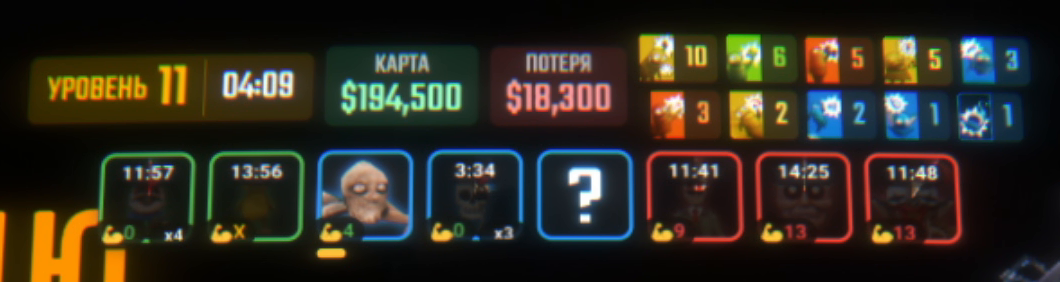 УРОВЕНЬ 11
04:09
КАРТА
$194,500
ПОТЕРЯ
$18,300
10 6 5 5 3
3 2 2 1 1
11:57 13:56 3:34 ? 11:41 14:25 11:48
0 x4 X 4 0 x3 9 13 13
Ю